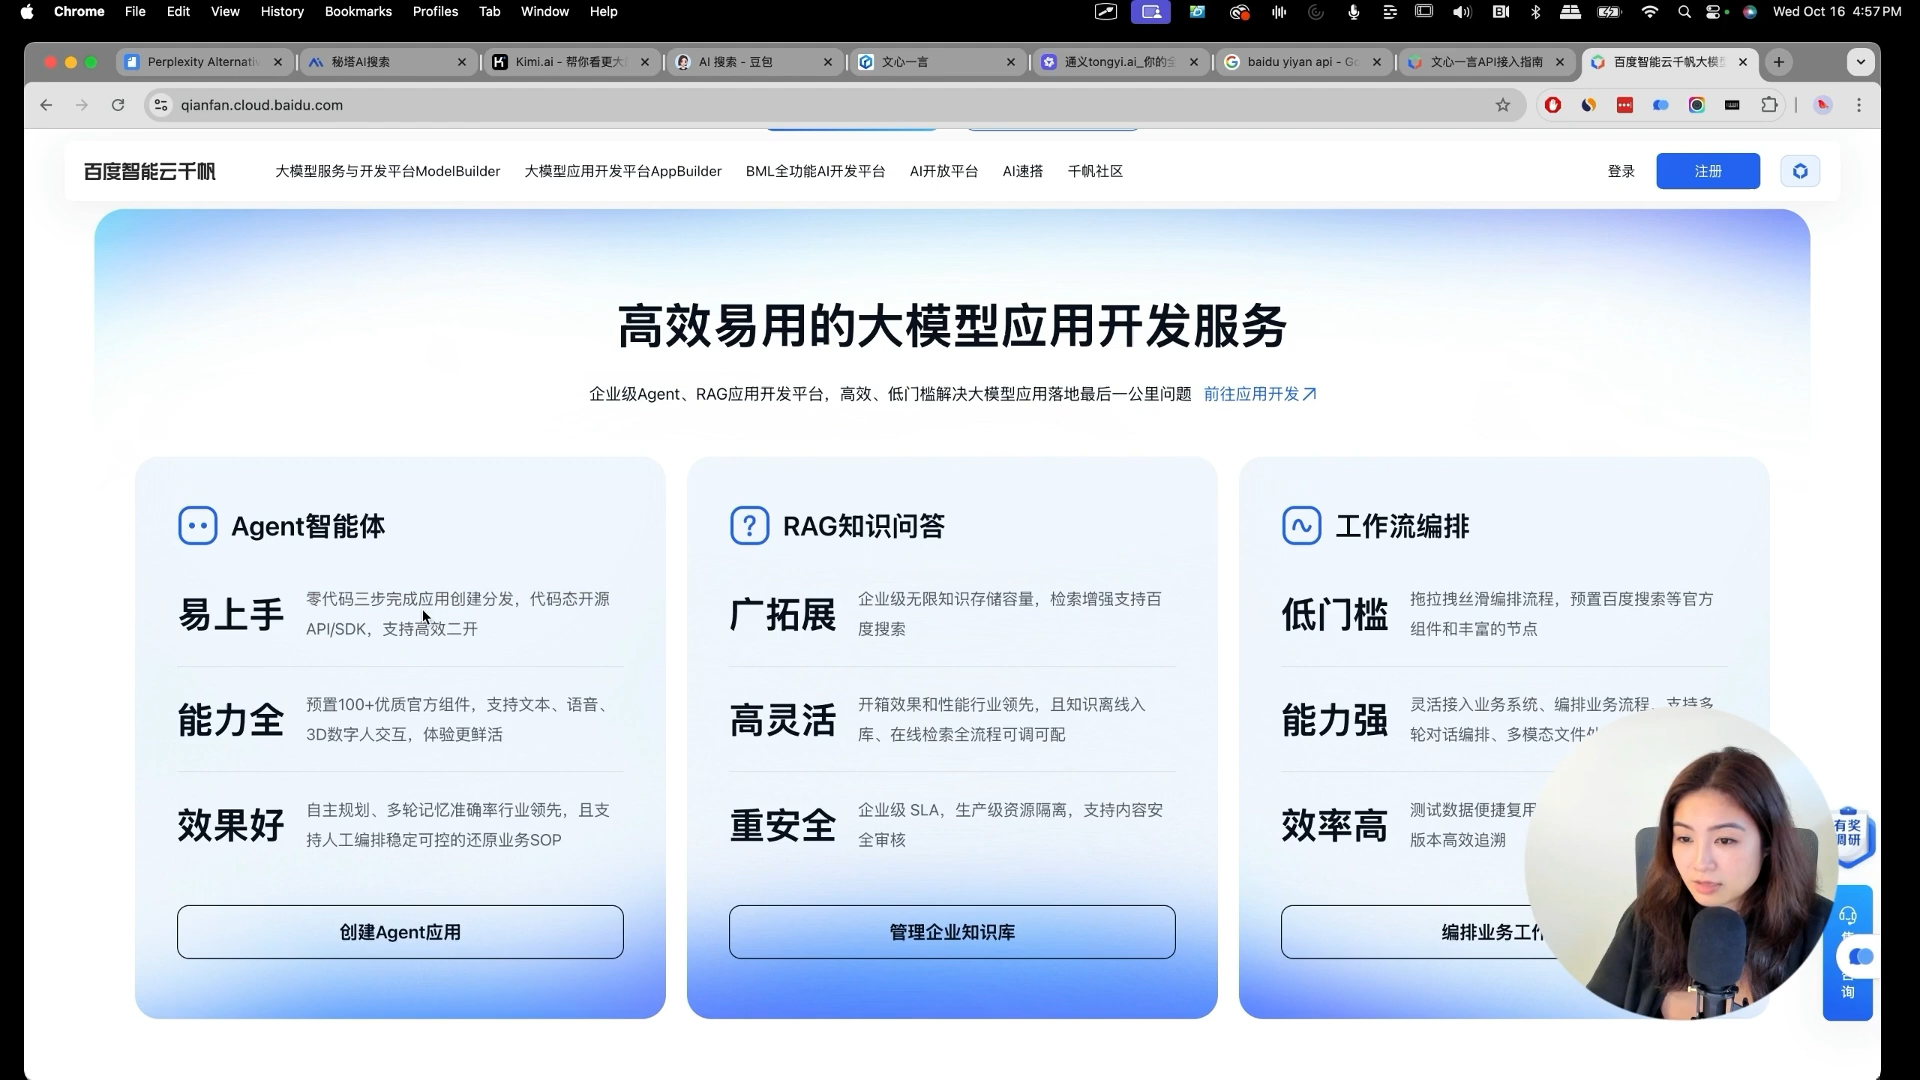 Chrome File Edit View History Bookmarks Profiles Tab Window Help Wed Oct 16 4:57 PM
Perplexity Alternati 秘塔AI搜索 Kimi.ai - 帮你看更大 AI 搜索 - 豆包 文心一言 通义tongyi.ai_你的全 baidu yiyan api - Go 文心一言API接入指南 百度智能云千帆大模型
qianfan.cloud.baidu.com
百度智能云千帆 大模型服务与开发平台ModelBuilder 大模型应用开发平台AppBuilder BML全功能AI开发平台 AI开放平台 AI速搭 千帆社区 登录 注册
高效易用的大模型应用开发服务
企业级Agent、RAG应用开发平台，高效、低门槛解决大模型应用落地最后一公里问题 前往应用开发
Agent智能体
易上手
零代码三步完成应用创建分发，代码态开源
API/SDK，支持高效二开
能力全
预置100+优质官方组件，支持文本、语音、
3D数字人交互，体验更鲜活
效果好
自主规划、多轮记忆准确率行业领先，且支
持人工编排稳定可控的还原业务SOP
创建Agent应用
RAG知识问答
广拓展
企业级无限知识存储容量，检索增强支持百
度搜索
高灵活
开箱效果和性能行业领先，且知识离线入
库、在线检索全流程可调可配
重安全
企业级 SLA，生产级资源隔离，支持内容安
全审核
管理企业知识库
工作流编排
低门槛
拖拉拽丝滑编排流程，预置百度搜索等官方
组件和丰富的节点
能力强
灵活接入业务系统、编排业务流程，支持多
轮对话编排、多模态文件
效率高
测试数据便捷复用
版本高效追溯
编排业务工作
有奖
调研
询